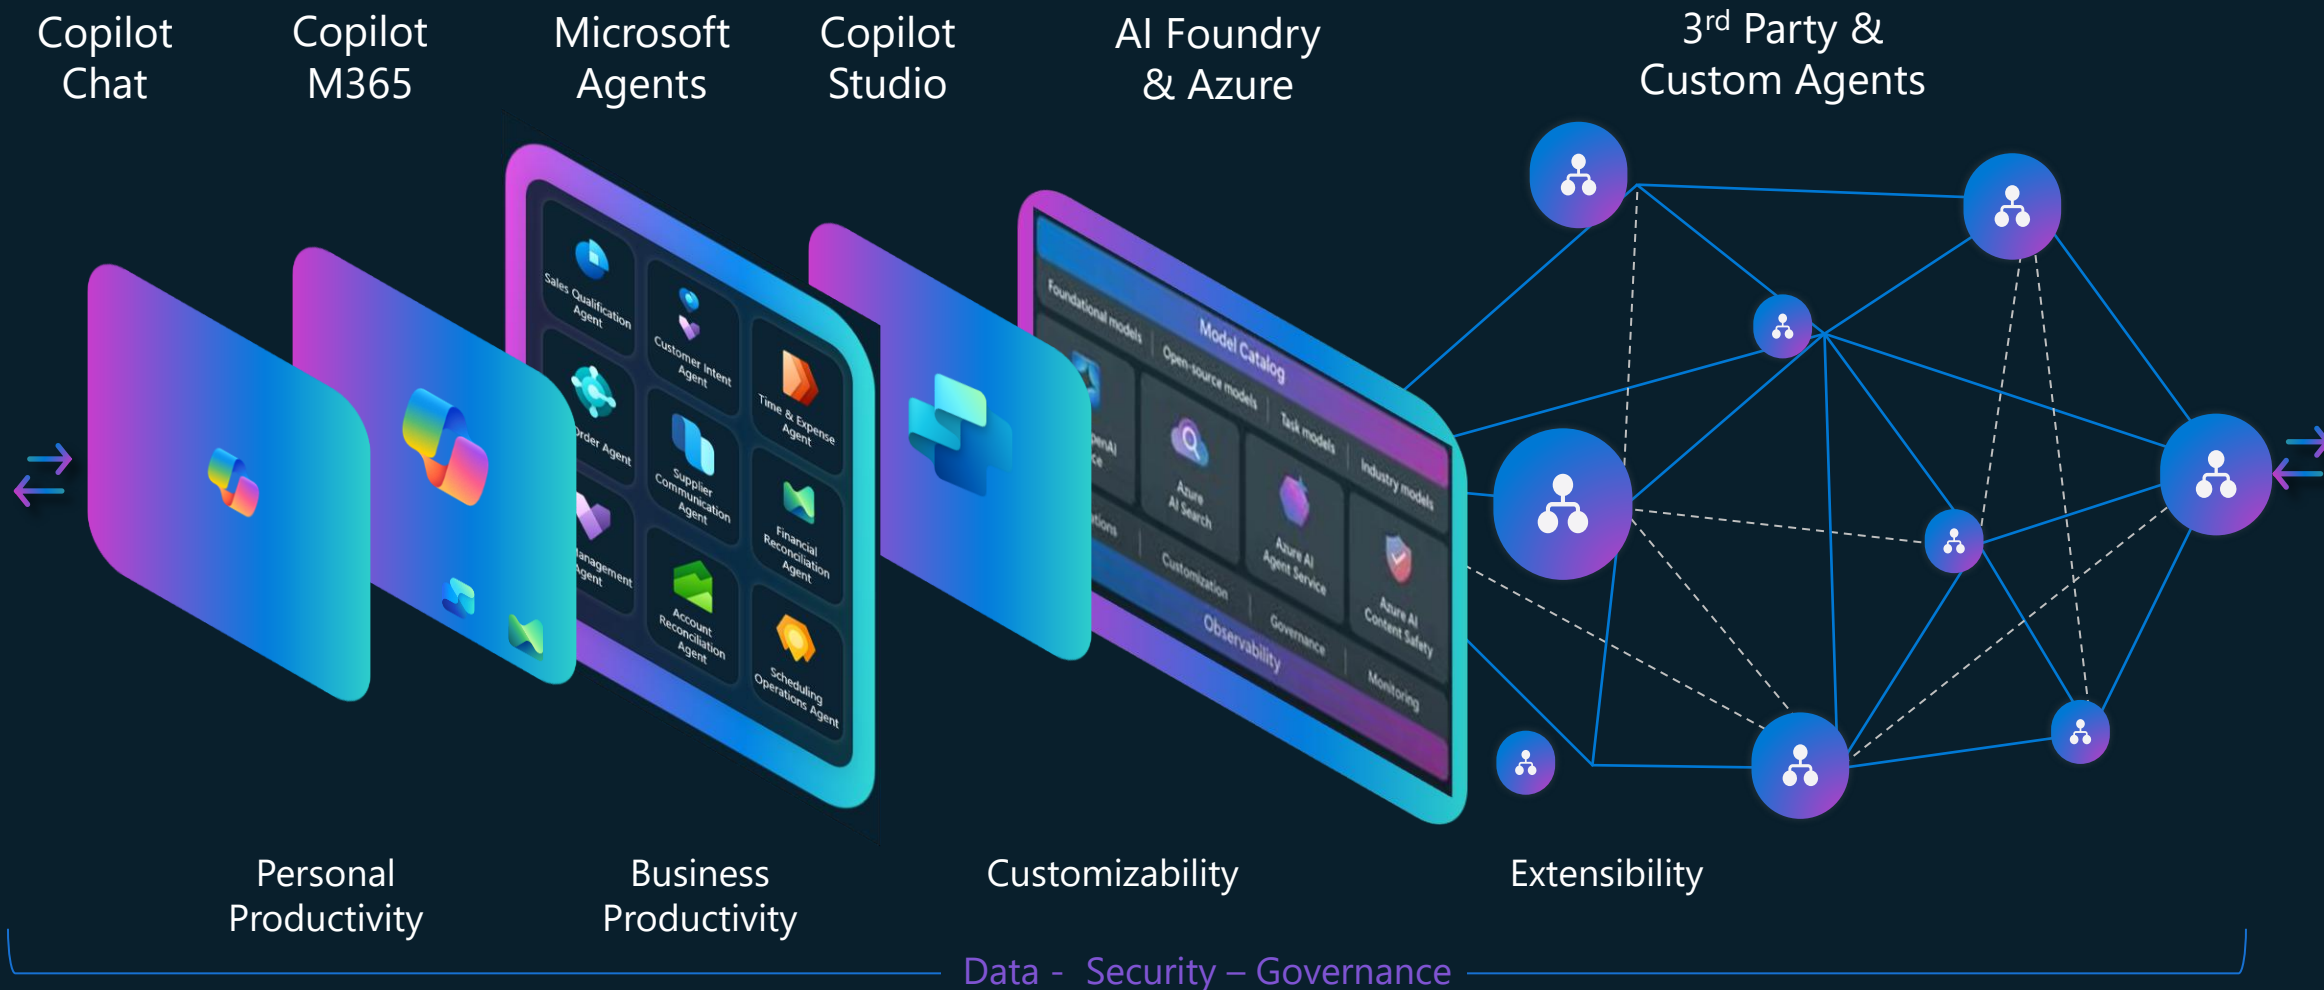 Copilot
Chat
Copilot
M365
Microsoft
Agents
Copilot
Studio
AI Foundry
& Azure
3rd Party &
Custom Agents
Sales Qualification
Agent
Customer Intent
Agent
Time & Expense
Agent
Order Agent
Supplier
Communication
Agent
Financial
Reconciliation
Agent
Management
Agent
Account
Reconciliation
Agent
Scheduling
Operations Agent
Model Catalog
Foundational models
Open-source models
Task models
Industry models
Azure
AI Search
Azure AI
Agent Service
Azure AI
Content Safety
Customization
Governance
Monitoring
Observability
Personal
Productivity
Business
Productivity
Customizability
Extensibility
Data - Security – Governance